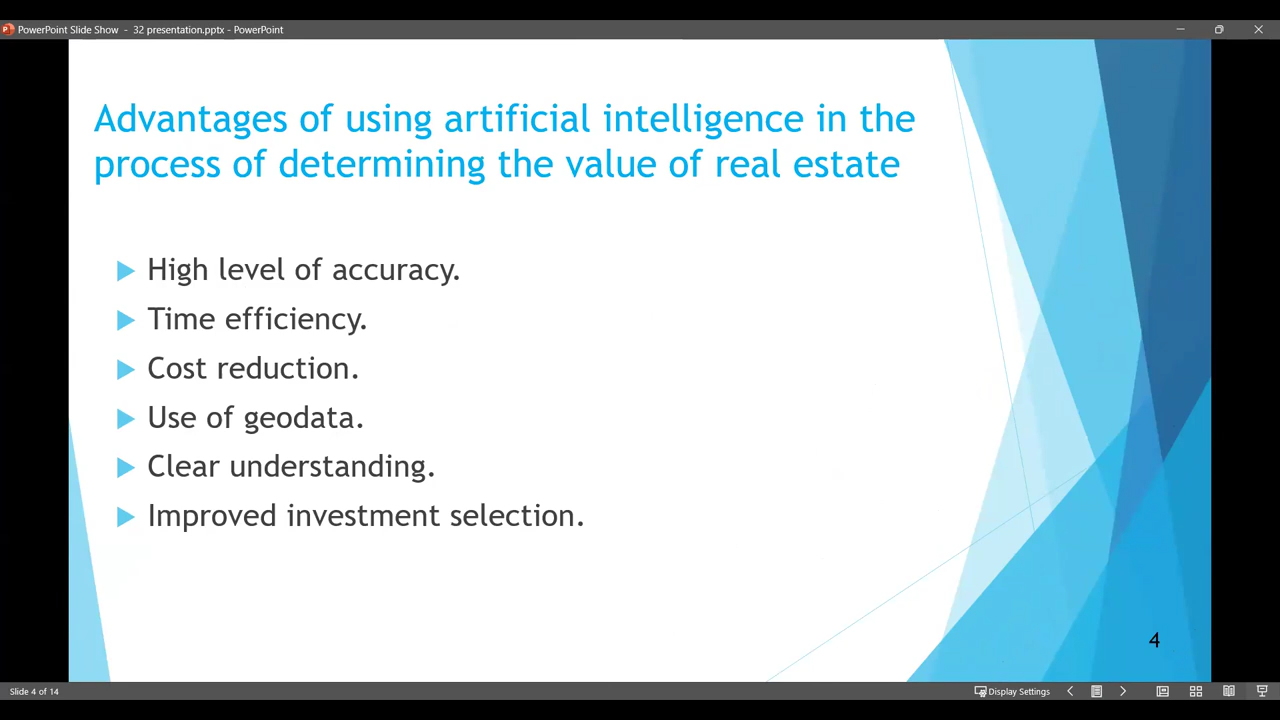 PowerPoint Slide Show - 32 presentation.pptx - PowerPoint
Advantages of using artificial intelligence in the
process of determining the value of real estate
High level of accuracy.
Time efficiency.
Cost reduction.
Use of geodata.
Clear understanding.
Improved investment selection.
4
Slide 4 of 14
Display Settings